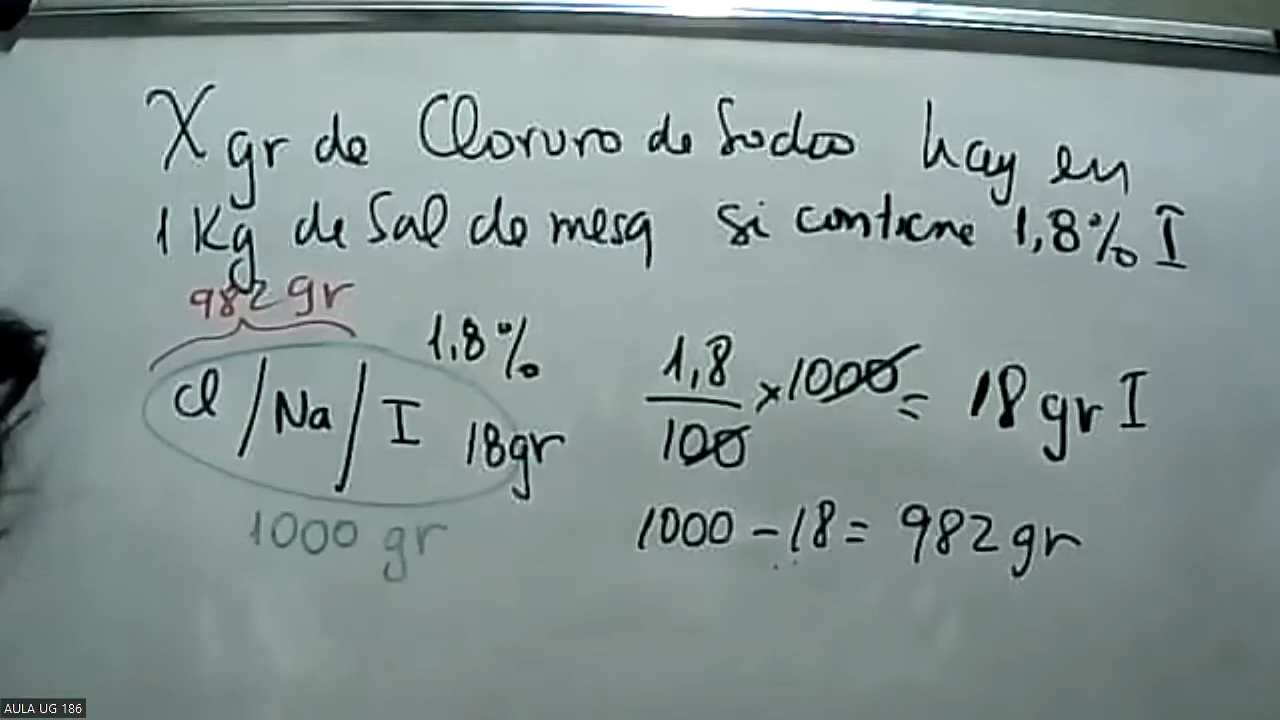 X gr de Cloruro de Sodio hay en
1 Kg de Sal de mesa si contiene 1,8% I
982 gr
1,8%
Cl / Na / I 18gr
1000 gr
1,8/100 x 1000 = 18 gr I
1000 - 18 = 982 gr
AULA UG 186